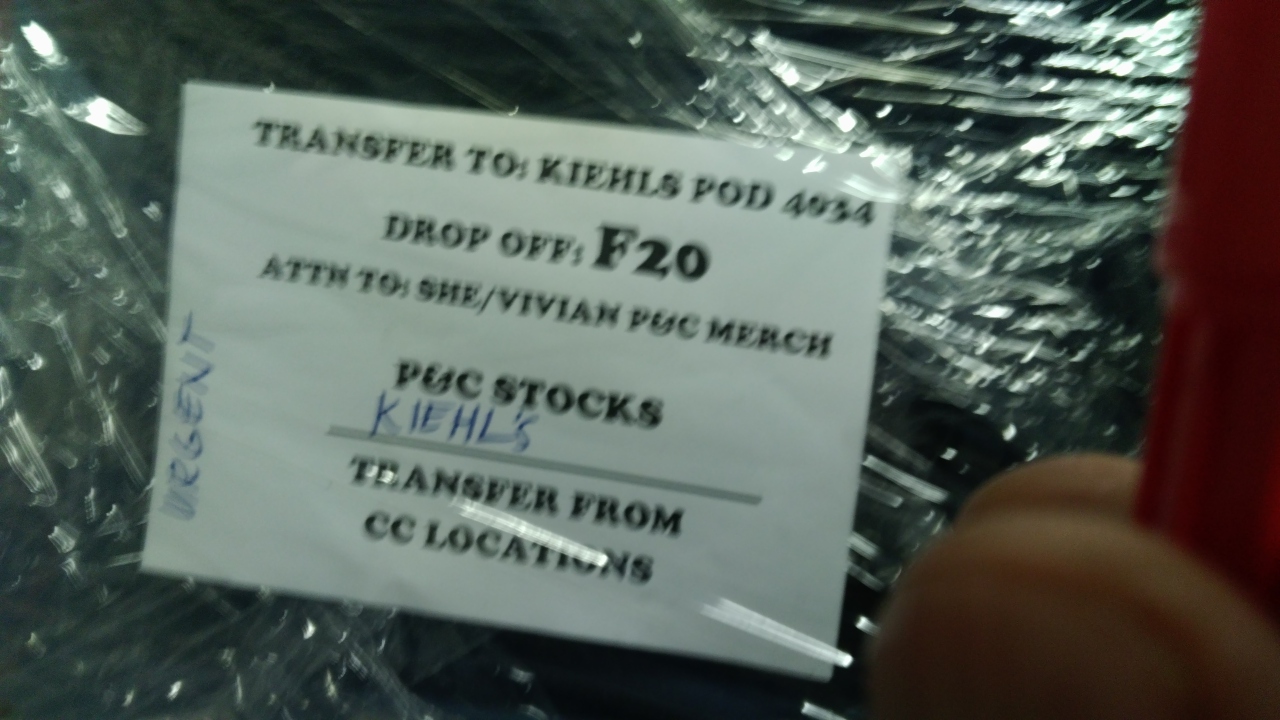 TRANSFER TO: KIEHLS POD 4934
DROP OFF: F20
ATTN TO: SHE/VIVIAN P&C MERCH
P&C STOCKS
KIEHL'S
TRANSFER FROM
CC LOCATIONS
URGENT